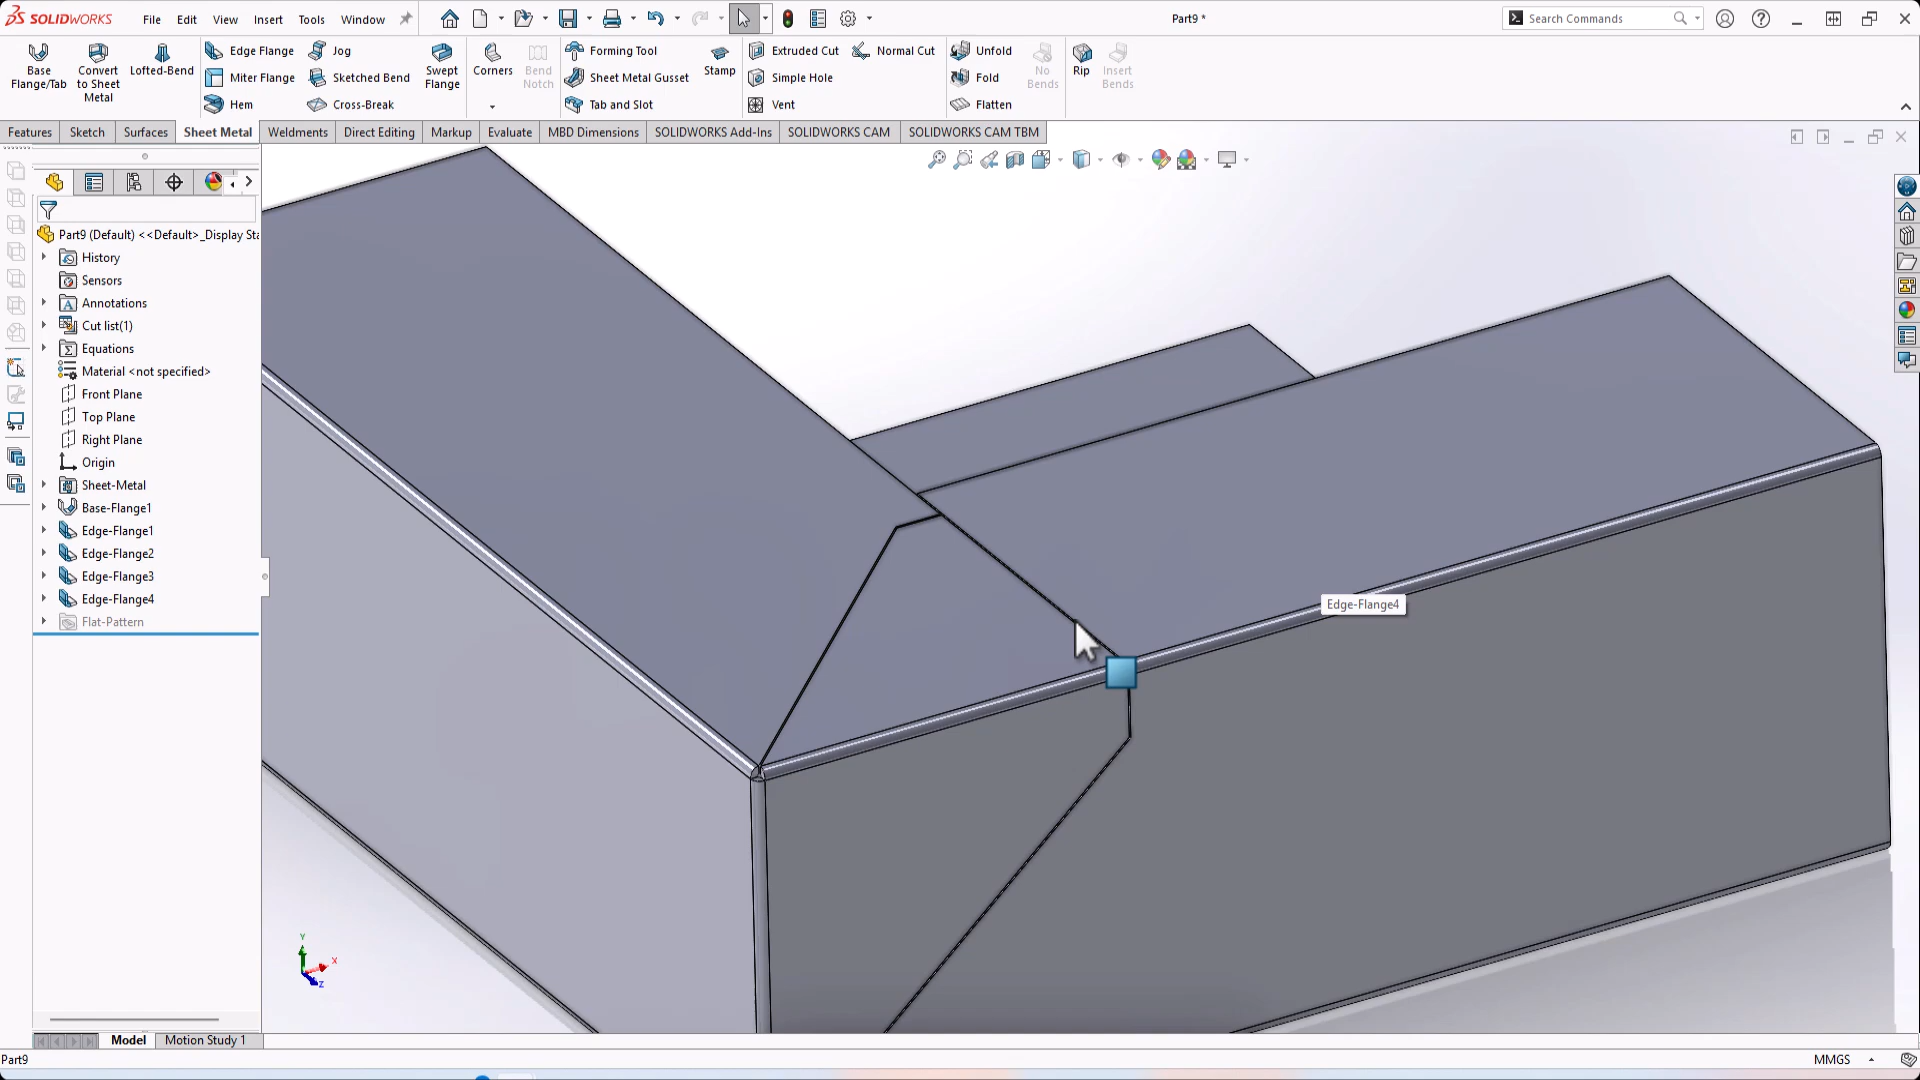 SOLIDWORKS File Edit View Insert Tools Window Part9 * Search Commands
Base Flange/Tab
Convert to Sheet Metal
Lofted-Bend
Edge Flange
Miter Flange
Hem
Jog
Sketched Bend
Cross-Break
Swept Flange
Corners
Bend Notch
Forming Tool
Sheet Metal Gusset
Tab and Slot
Stamp
Extruded Cut
Simple Hole
Vent
Normal Cut
Unfold
Fold
Flatten
No Bends
Rip
Insert Bends
Features Sketch Surfaces Sheet Metal Weldments Direct Editing Markup Evaluate MBD Dimensions SOLIDWORKS Add-Ins SOLIDWORKS CAM SOLIDWORKS CAM TBM
Part9 (Default) <<Default>_Display Sta
History
Sensors
Annotations
Cut list(1)
Equations
Material <not specified>
Front Plane
Top Plane
Right Plane
Origin
Sheet-Metal
Base-Flange1
Edge-Flange1
Edge-Flange2
Edge-Flange3
Edge-Flange4
Flat-Pattern
Edge-Flange4
Y
X
Z
Model Motion Study 1
Part9 MMGS